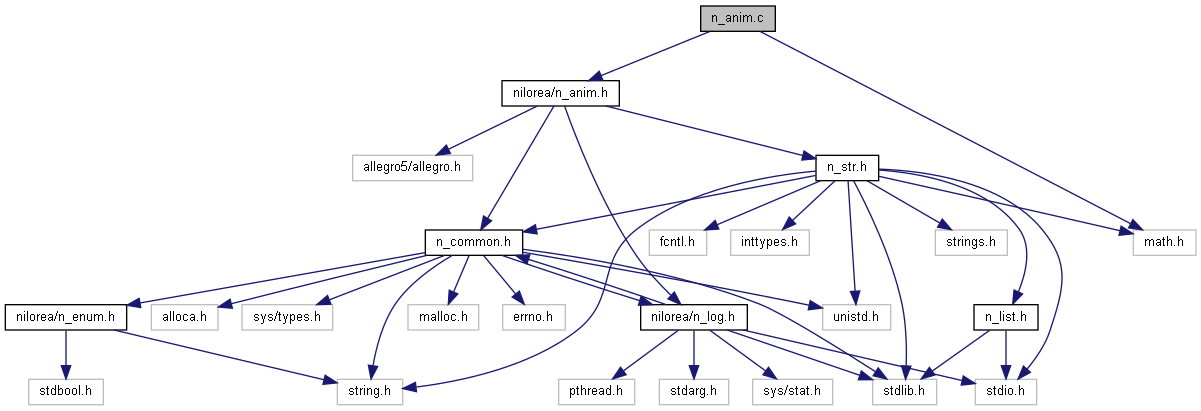 n_anim.c
nilorea/n_anim.h
allegro5/allegro.h
n_str.h
n_common.h
fcntl.h
inttypes.h
strings.h
math.h
nilorea/n_enum.h
alloca.h
sys/types.h
malloc.h
errno.h
nilorea/n_log.h
unistd.h
n_list.h
stdbool.h
string.h
pthread.h
stdarg.h
sys/stat.h
stdlib.h
stdio.h